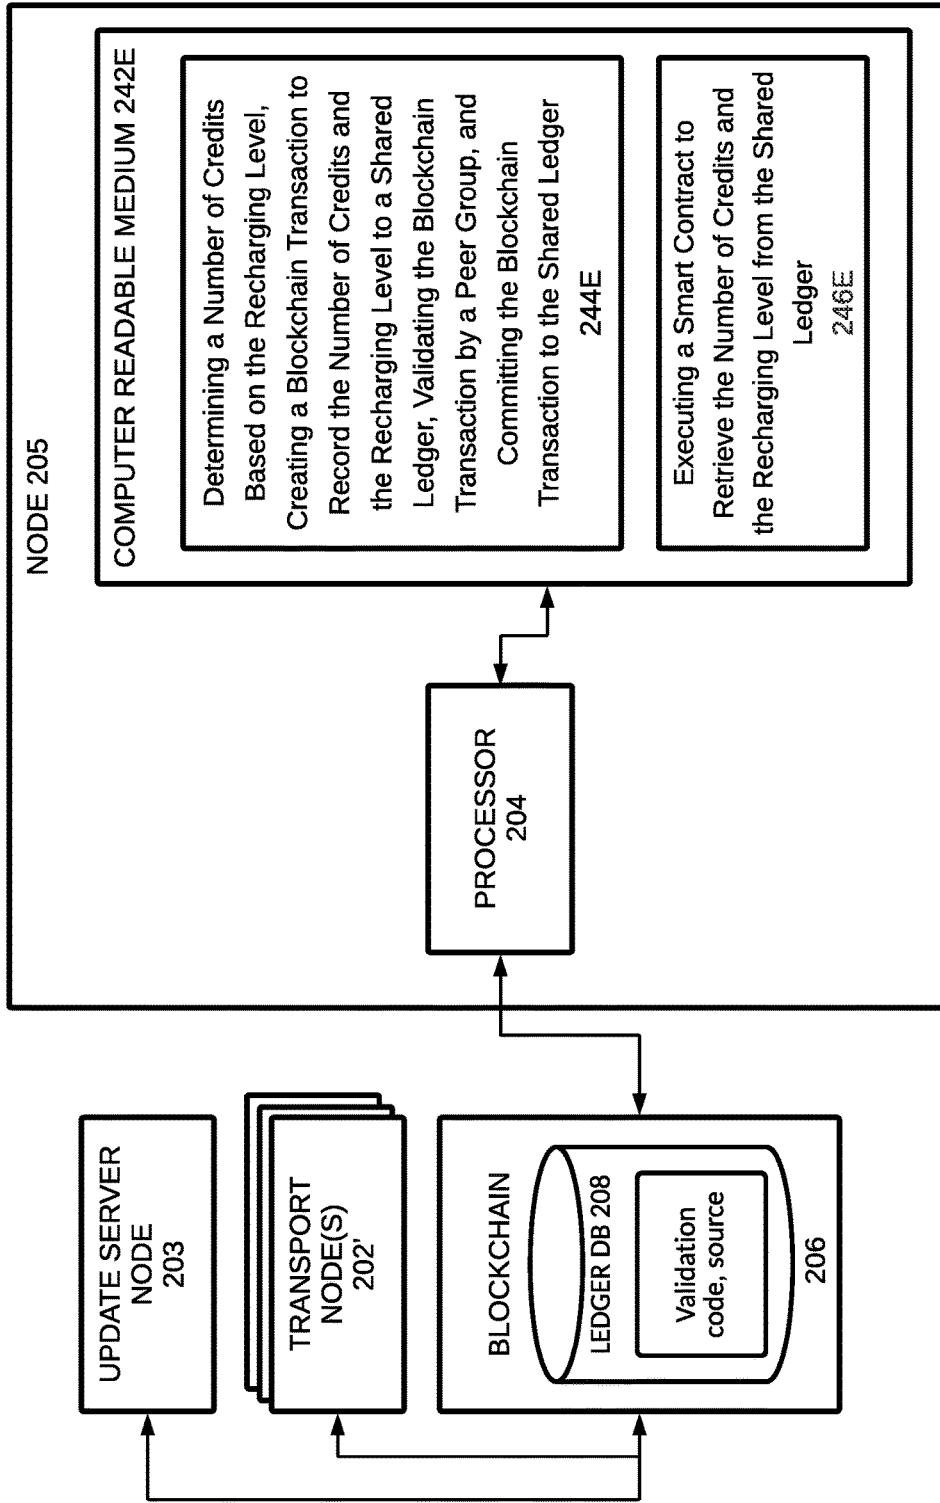 NODE 205
COMPUTER READABLE MEDIUM 242E
Determining a Number of Credits
Based on the Recharging Level,
Creating a Blockchain Transaction to
Record the Number of Credits and
the Recharging Level to a Shared
Ledger, Validating the Blockchain
Transaction by a Peer Group, and
Committing the Blockchain
Transaction to the Shared Ledger
244E
Executing a Smart Contract to
Retrieve the Number of Credits and
the Recharging Level from the Shared
Ledger
246E
PROCESSOR
204
UPDATE SERVER
NODE
203
TRANSPORT
NODE(S)
202'
BLOCKCHAIN
LEDGER DB 208
Validation
code, source
206